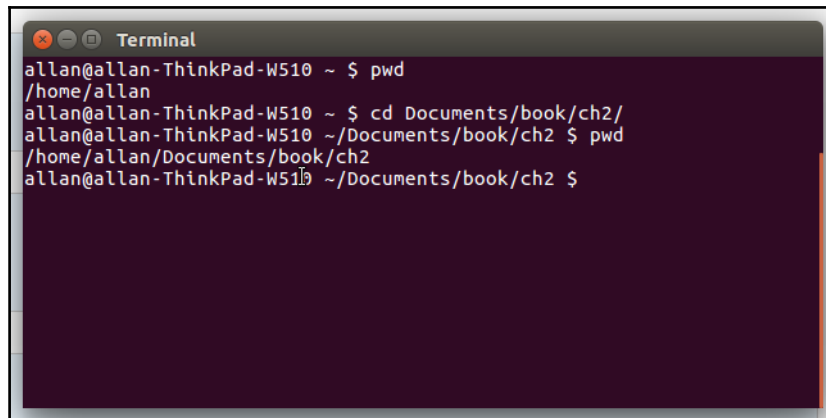 Terminal
allan@allan-ThinkPad-W510 ~ $ pwd
/home/allan
allan@allan-ThinkPad-W510 ~ $ cd Documents/book/ch2/
allan@allan-ThinkPad-W510 ~/Documents/book/ch2 $ pwd
/home/allan/Documents/book/ch2
allan@allan-ThinkPad-W510 ~/Documents/book/ch2 $